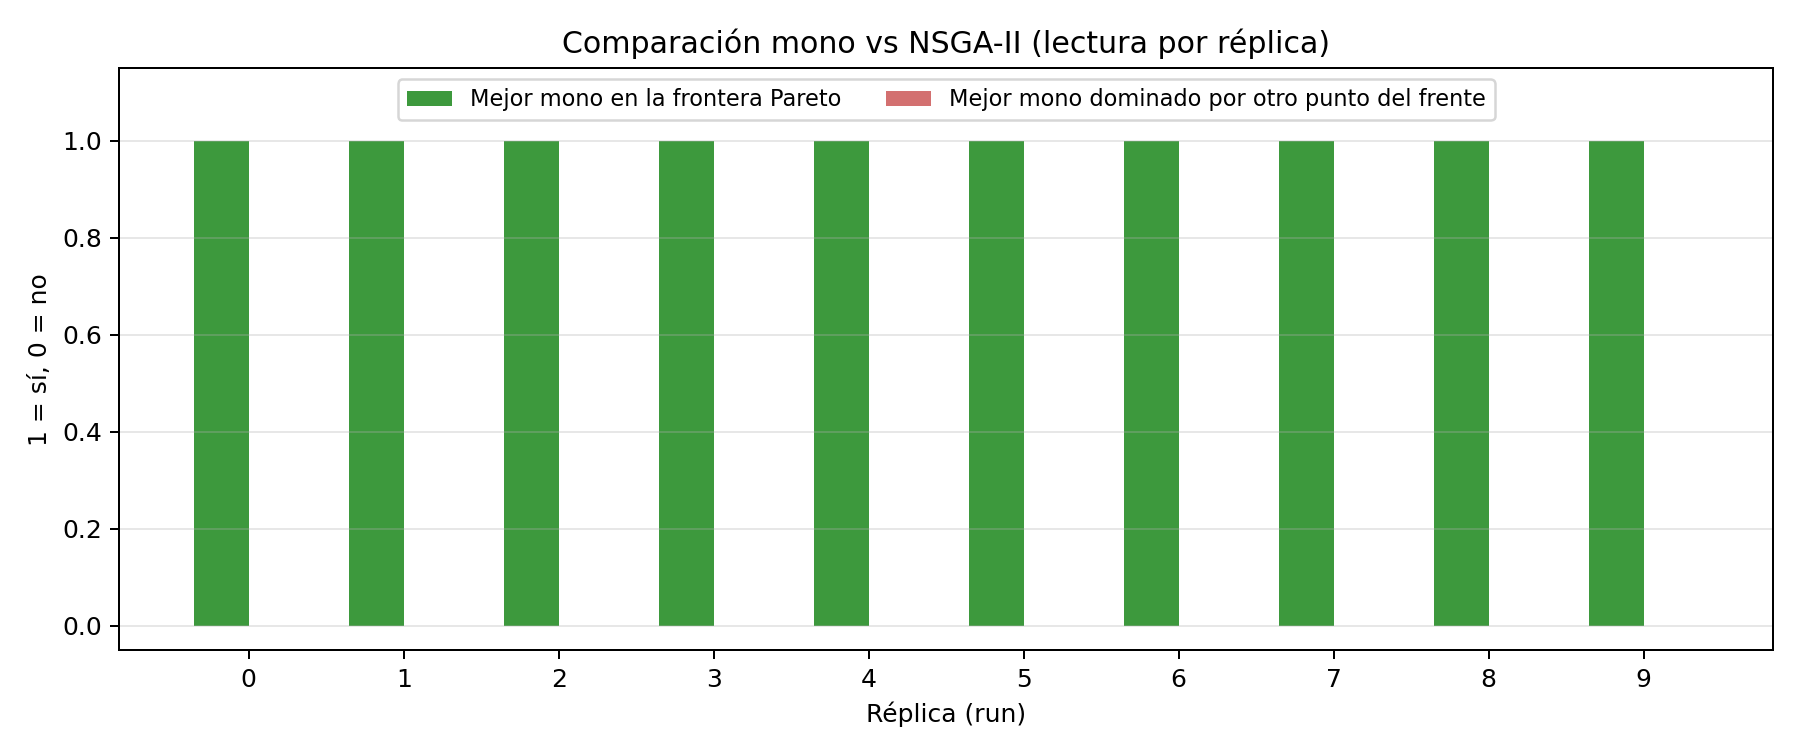 Comparación mono vs NSGA-II (lectura por réplica)
Mejor mono en la frontera Pareto Mejor mono dominado por otro punto del frente
1 = sí, 0 = no
1.0
0.8
0.6
0.4
0.2
0.0
0 1 2 3 4 5 6 7 8 9
Réplica (run)